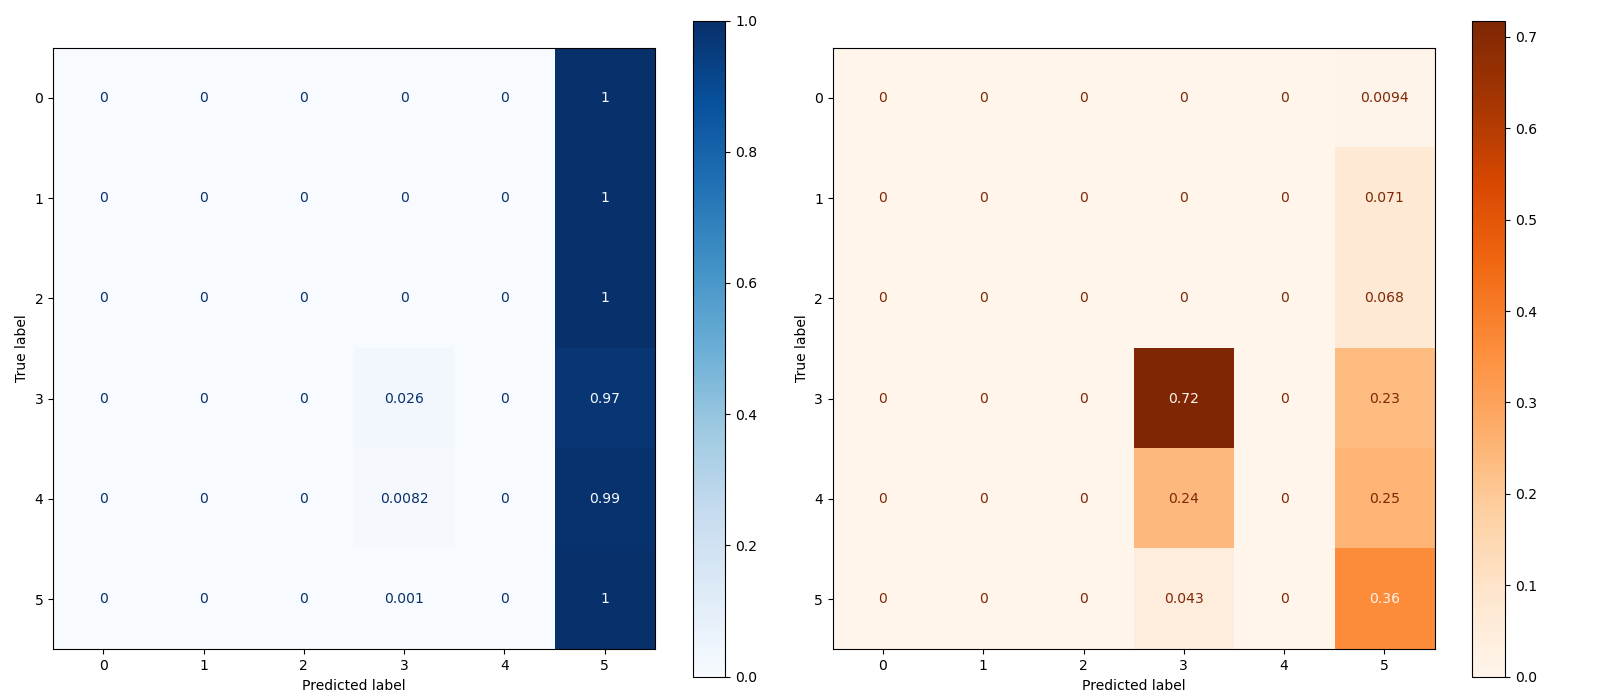 0 0 0 0 0 0 1
1 0 0 0 0 0 1
2 0 0 0 0 0 1
3 0 0 0 0.026 0 0.97
4 0 0 0 0.0082 0 0.99
5 0 0 0 0.001 0 1
0 1 2 3 4 5
True label
Predicted label
1.0
0.8
0.6
0.4
0.2
0.0
0 0 0 0 0 0 0.0094
1 0 0 0 0 0 0.071
2 0 0 0 0 0 0.068
3 0 0 0 0.72 0 0.23
4 0 0 0 0.24 0 0.25
5 0 0 0 0.043 0 0.36
0 1 2 3 4 5
True label
Predicted label
0.7
0.6
0.5
0.4
0.3
0.2
0.1
0.0